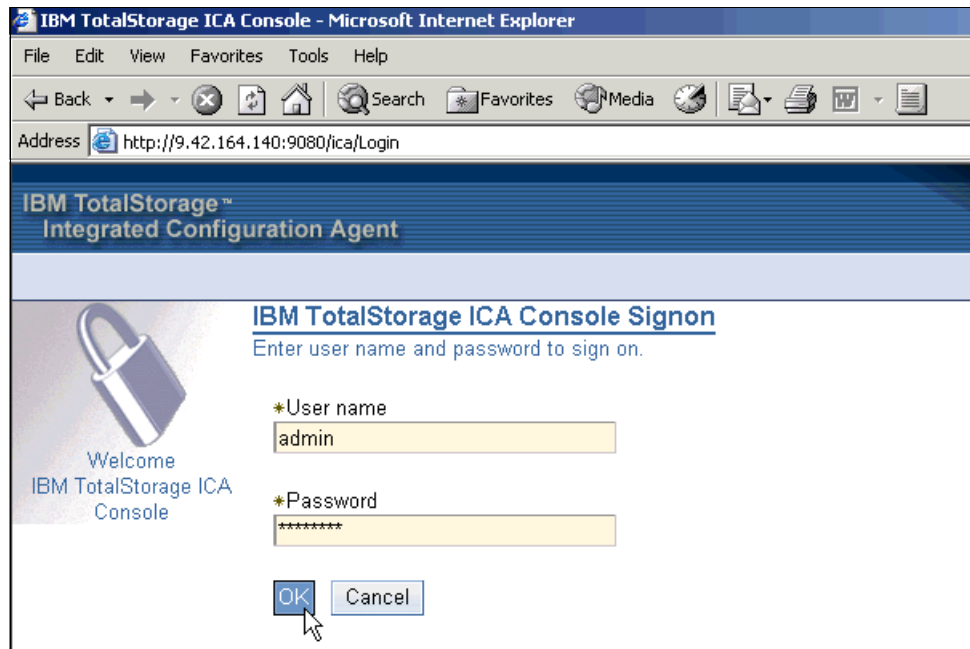 IBM TotalStorage ICA Console - Microsoft Internet Explorer
File Edit View Favorites Tools Help
Back Search Favorites Media
Address http://9.42.164.140:9080/ica/Login
IBM TotalStorage™
Integrated Configuration Agent
IBM TotalStorage ICA Console Signon
Enter user name and password to sign on.
*User name
admin
Welcome
IBM TotalStorage ICA
Console
*Password
********
OK Cancel